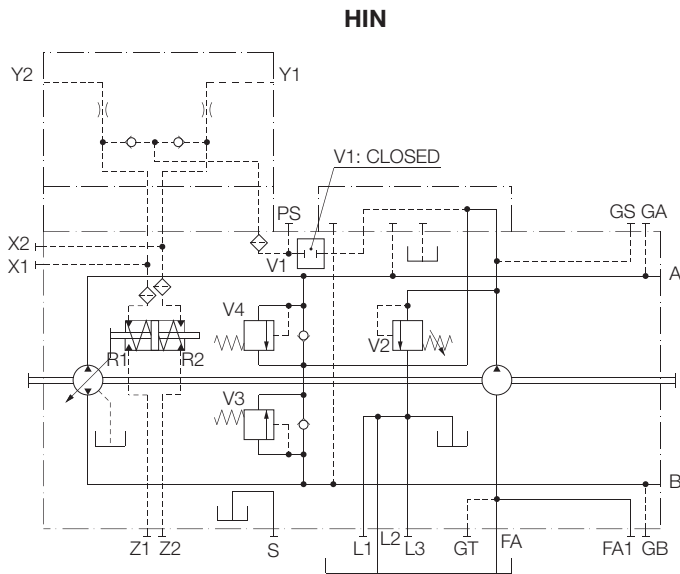 HIN
Y2 Y1
V1: CLOSED
PS GS GA
X2
X1 V1 A
V4
R1 R2 V2
V3
B
Z1 Z2 S L1 L2 L3 GT FA FA1 GB